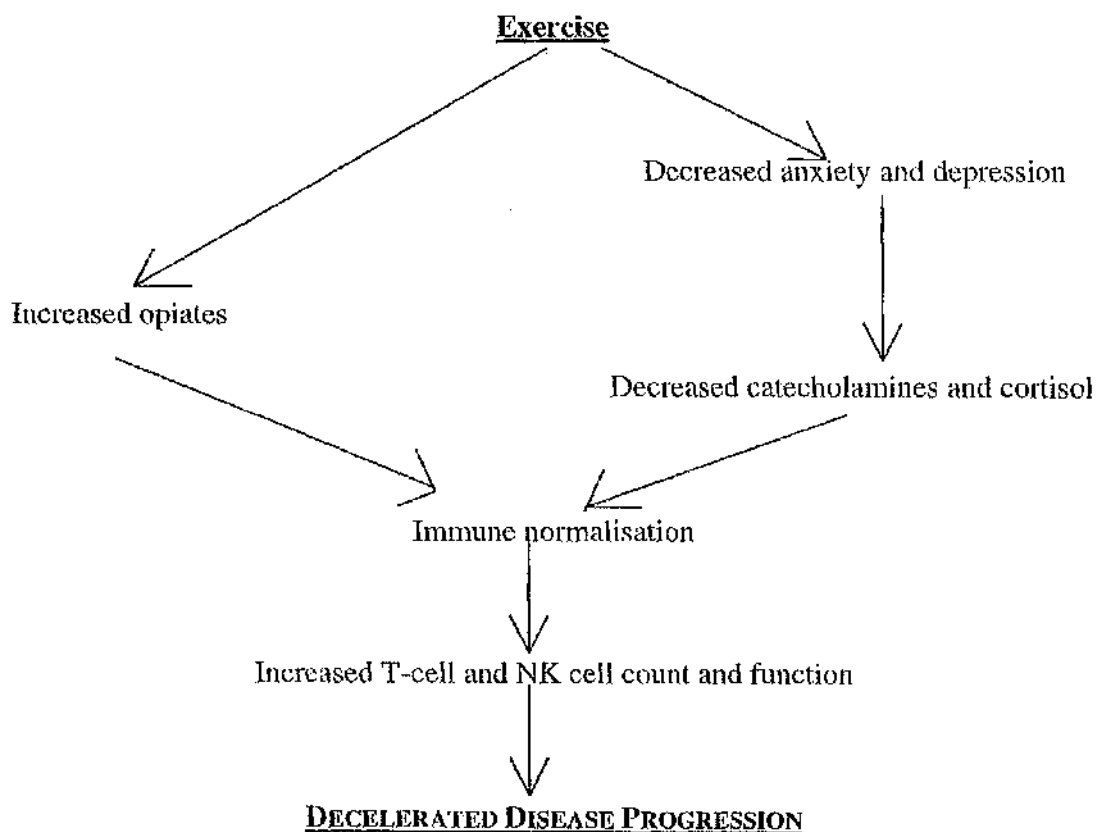 Exercise
Decreased anxiety and depression
Increased opiates
Decreased catecholamines and cortisol
Immune normalisation
Increased T-cell and NK cell count and function
DECELERATED DISEASE PROGRESSION